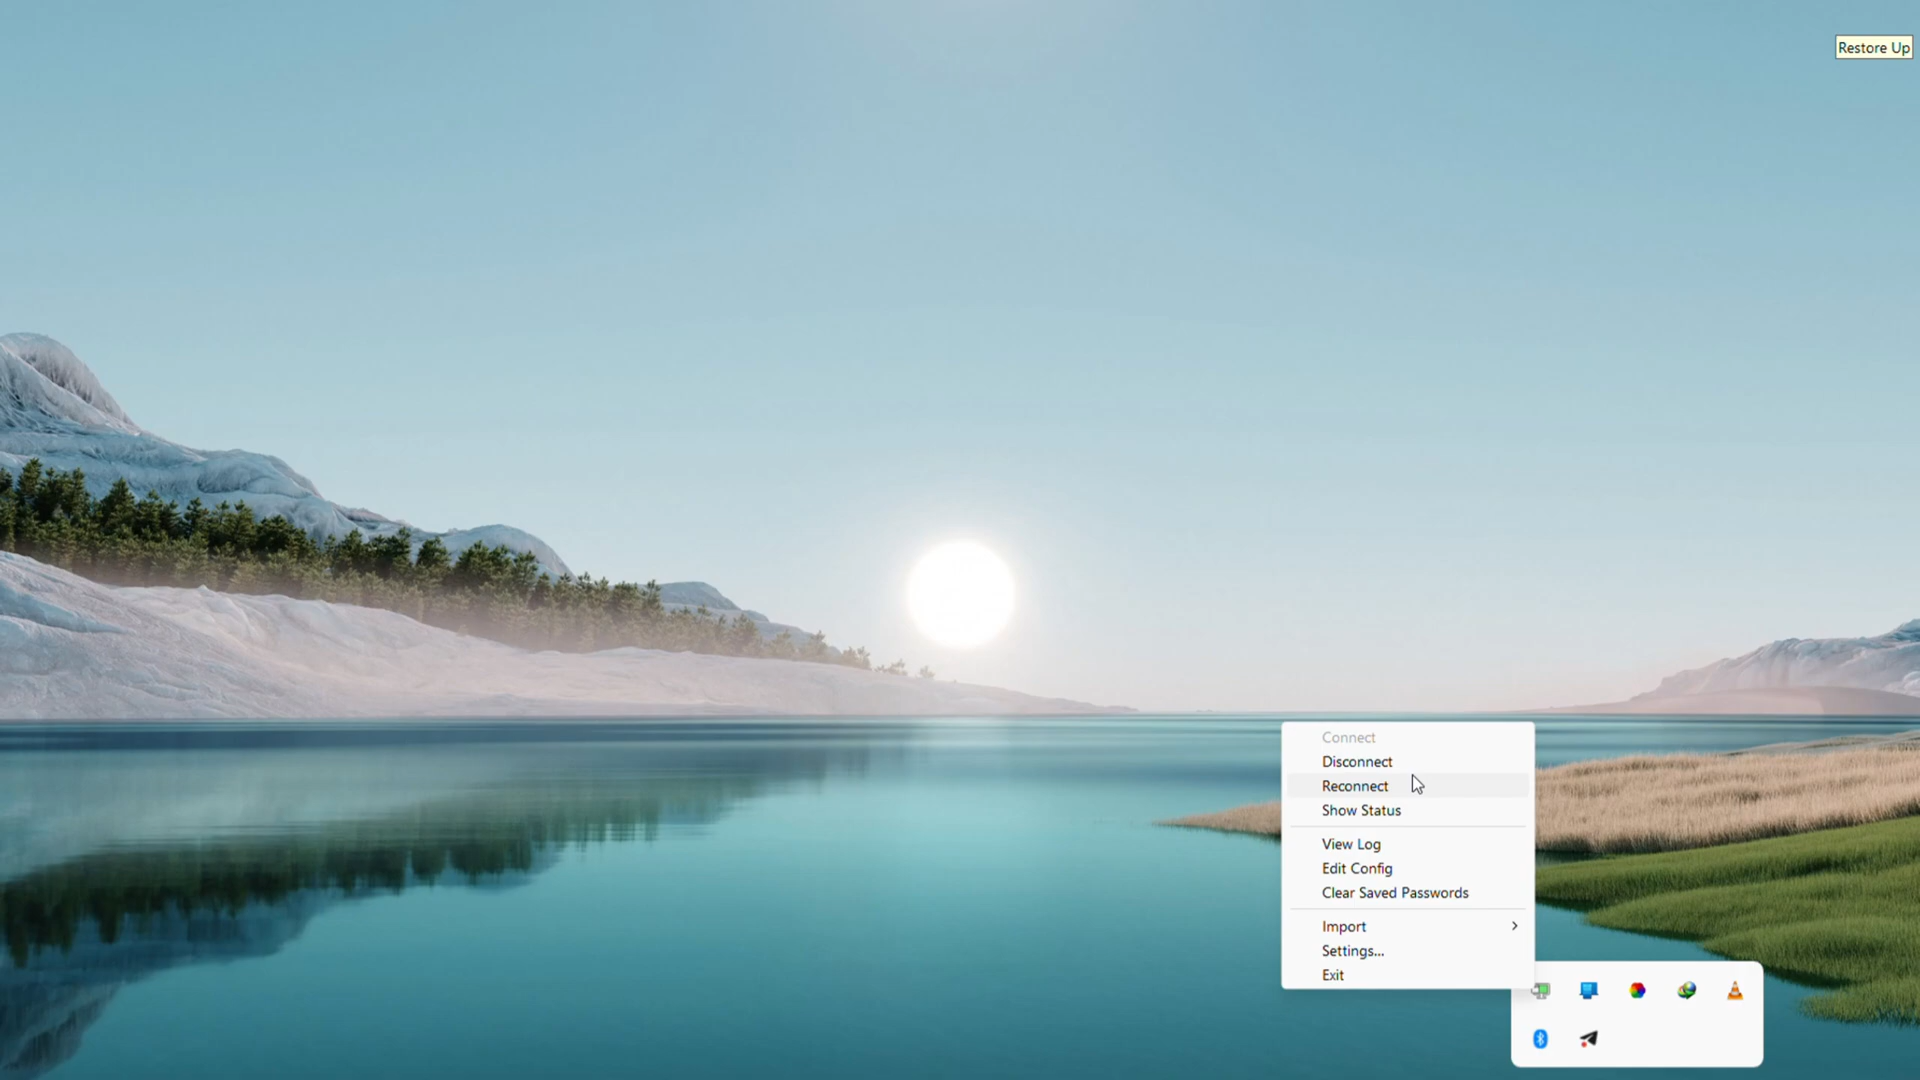 Restore Up
Connect
Disconnect
Reconnect
Show Status
View Log
Edit Config
Clear Saved Passwords
Import
Settings...
Exit